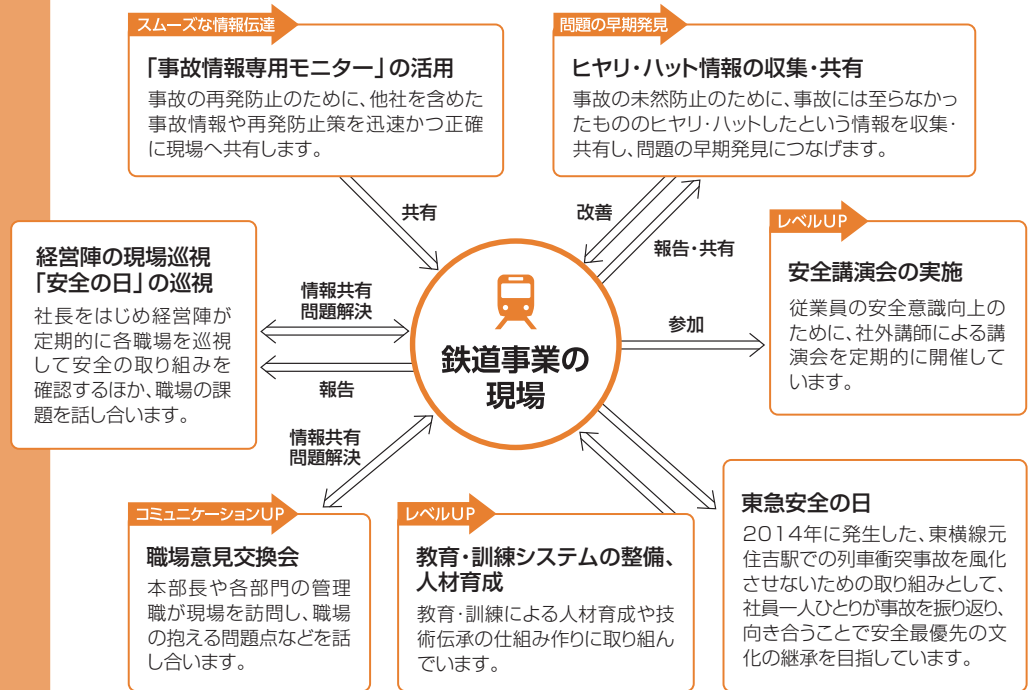 スムーズな情報伝達
「事故情報専用モニター」の活用
事故の再発防止のために、他社を含めた
事故情報や再発防止策を迅速かつ正確
に現場へ共有します。
問題の早期発見
ヒヤリ・ハット情報の収集・共有
事故の未然防止のために、事故には至らなかっ
たもののヒヤリ・ハットしたという情報を収集・
共有し、問題の早期発見につなげます。
共有
改善
報告・共有
経営陣の現場巡視
「安全の日」の巡視
社長をはじめ経営陣が
定期的に各職場を巡視
して安全の取り組みを
確認するほか、職場の課
題を話し合います。
情報共有
問題解決
報告
鉄道事業の
現場
参加
レベルUP
安全講演会の実施
従業員の安全意識向上の
ために、社外講師による講
演会を定期的に開催して
います。
情報共有
問題解決
コミュニケーションUP
職場意見交換会
本部長や各部門の管理
職が現場を訪問し、職場
の抱える問題点などを話
し合います。
レベルUP
教育・訓練システムの整備、
人材育成
教育・訓練による人材育成や技
術伝承の仕組み作りに取り組ん
でいます。
東急安全の日
2014年に発生した、東横線元
住吉駅での列車衝突事故を風化
させないための取り組みとして、
社員一人ひとりが事故を振り返り、
向き合うことで安全最優先の文
化の継承を目指しています。